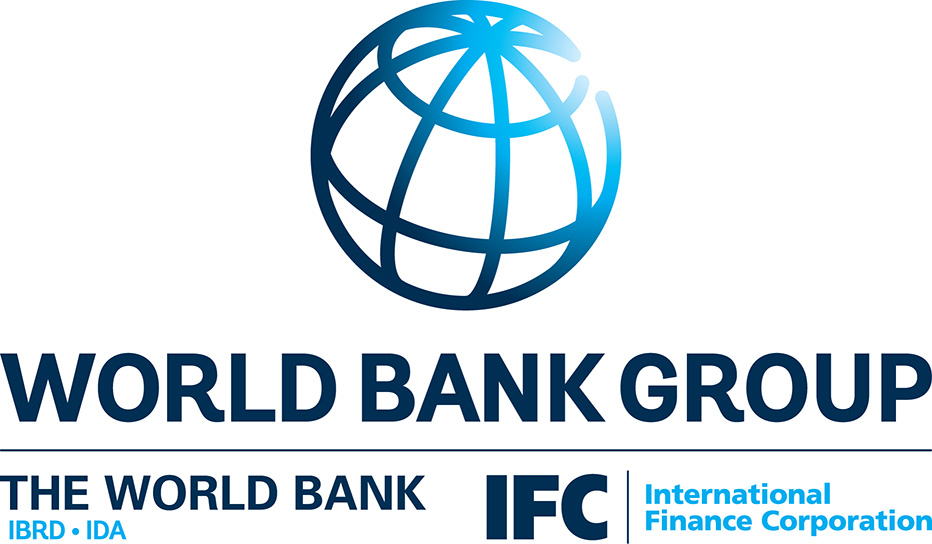 WORLD BANK GROUP
THE WORLD BANK
IBRD • IDA
IFC
International
Finance Corporation